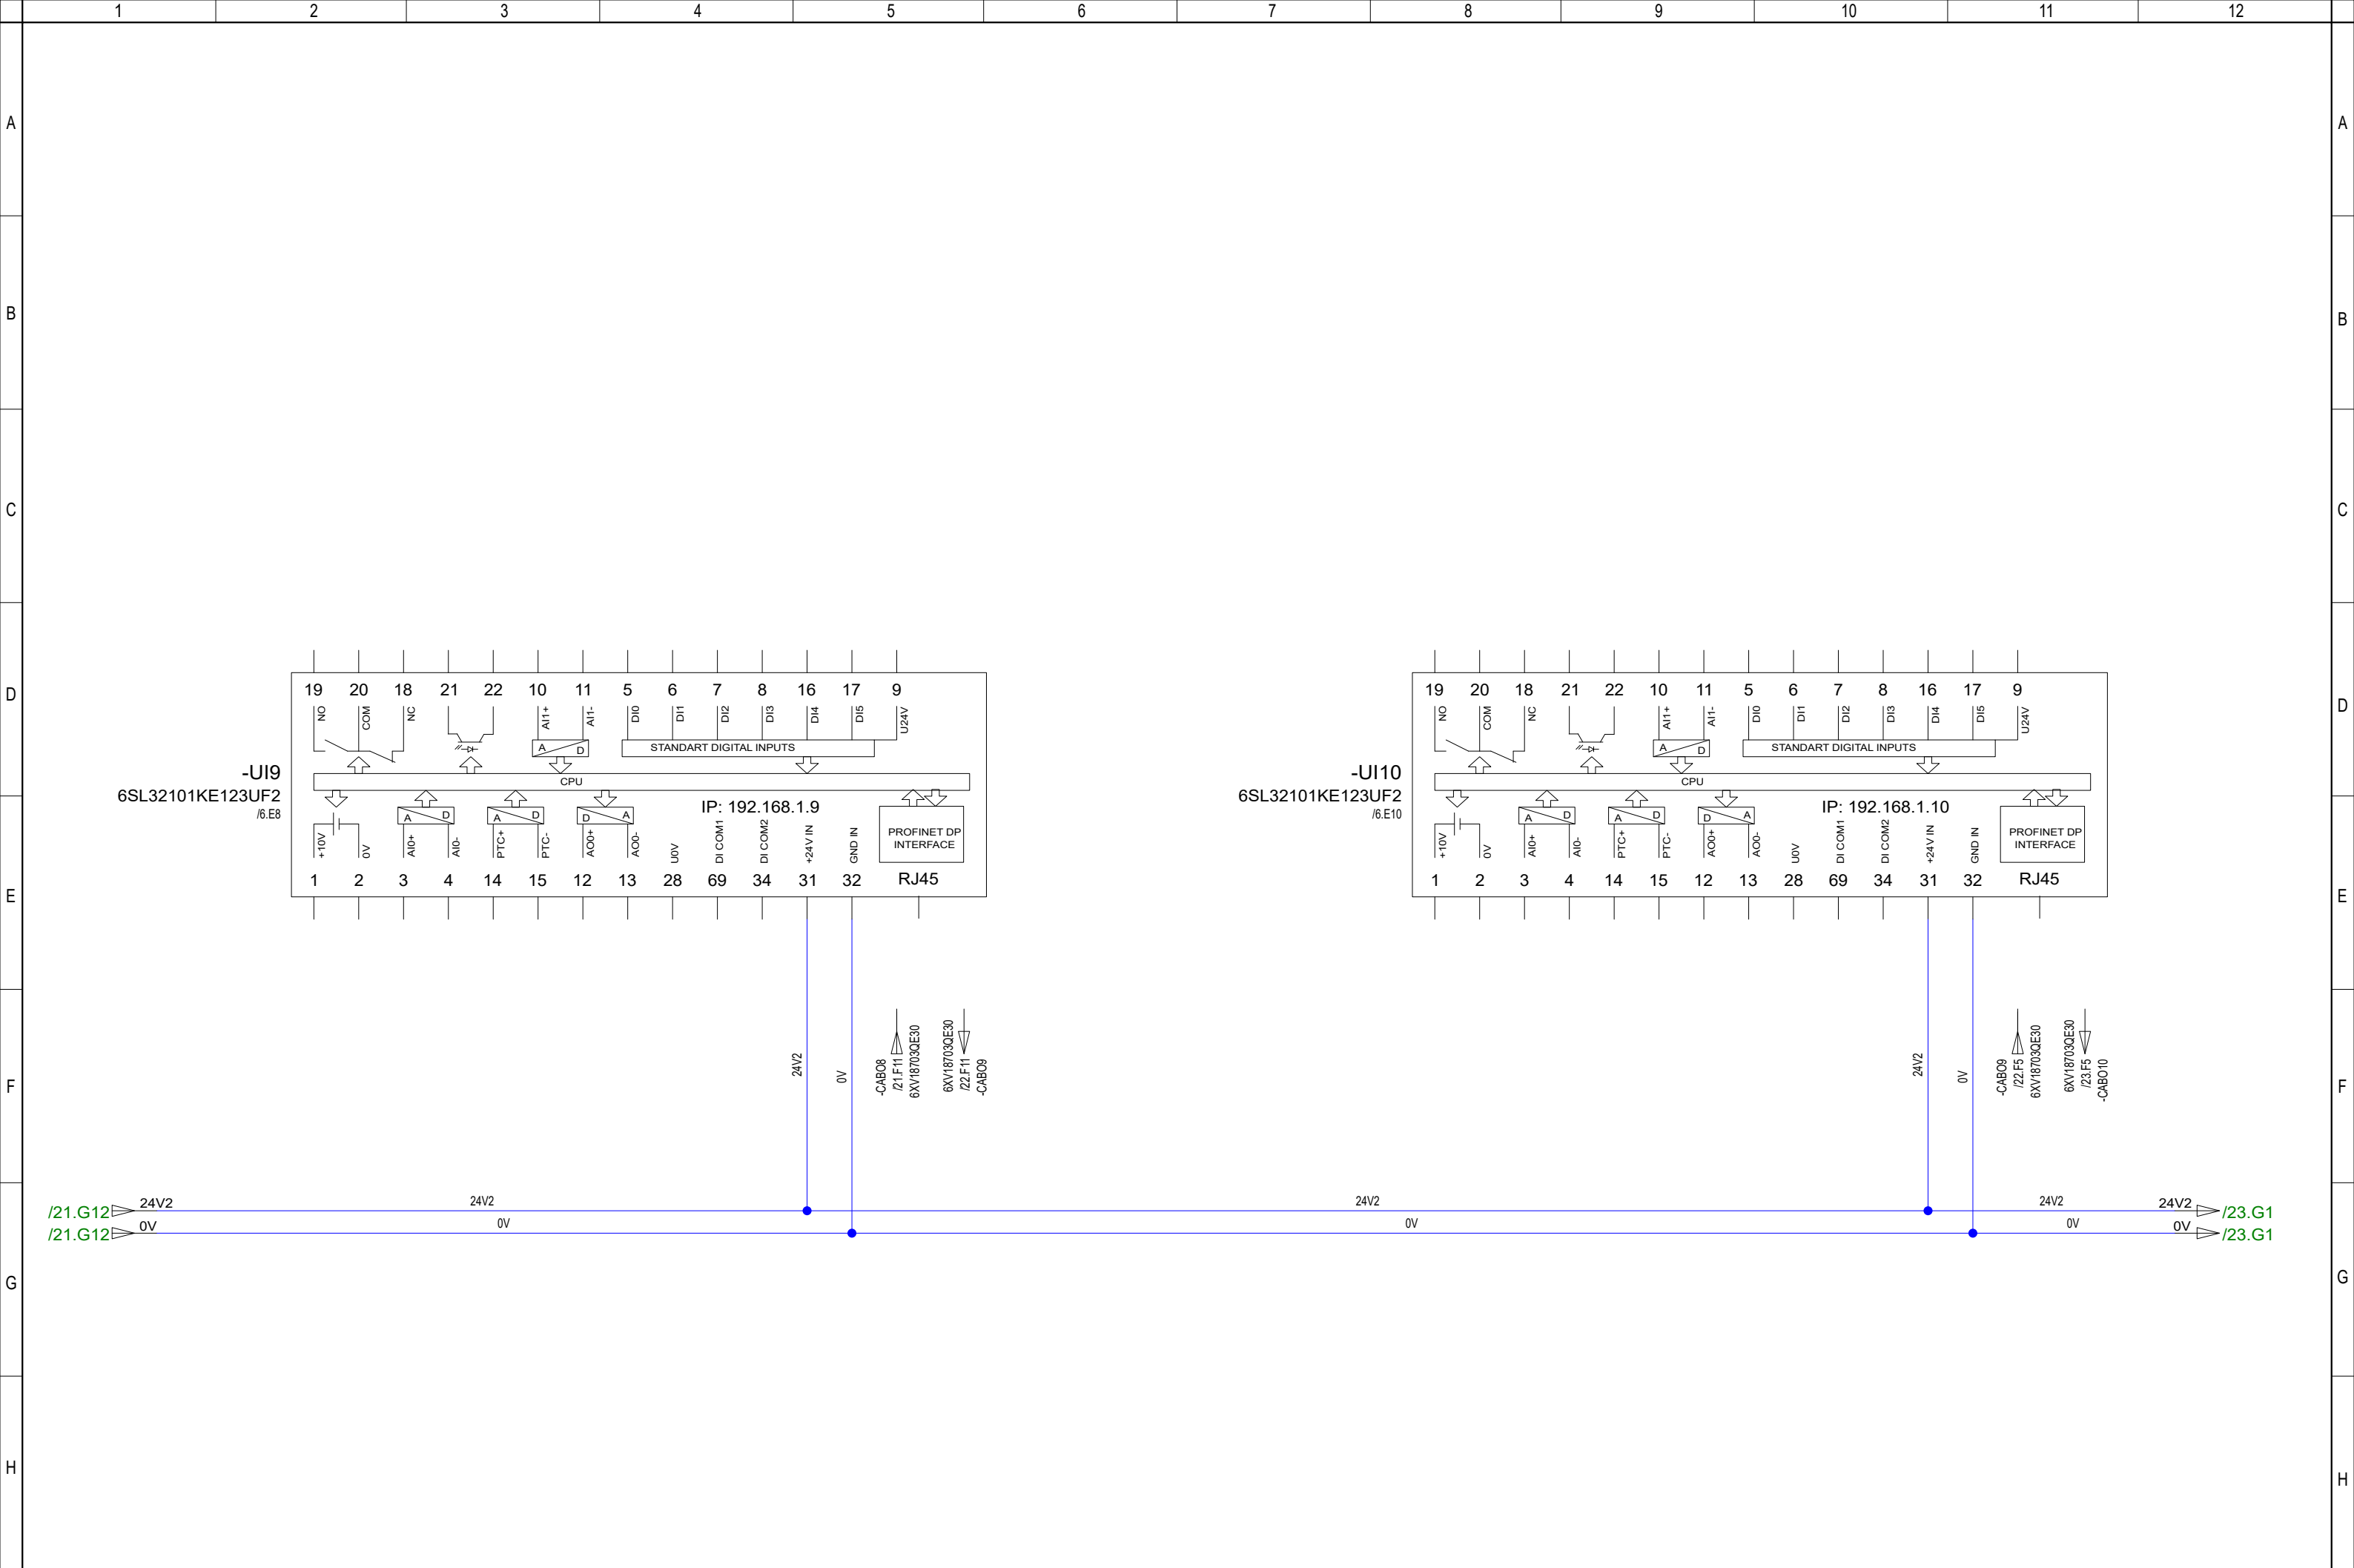 1 2 3 4 5 6 7 8 9 10 11 12
A A
B B
C C
D D
E E
F F
G G
H H
19 20 18 21 22 10 11 5 6 7 8 16 17 9
NO COM NC AI1+ AI1- DI0 DI1 DI2 DI3 DI4 DI5 U24V
A D
STANDART DIGITAL INPUTS
-UI9
6SL32101KE123UF2
/6.E8
CPU
IP: 192.168.1.9
A D A D D A
+10V 0V AI0+ AI0- PTC+ PTC- AO0+ AO0- U0V DI COM1 DI COM2 +24V IN GND IN
PROFINET DP
INTERFACE
1 2 3 4 14 15 12 13 28 69 34 31 32 RJ45
24V2
0V
-CABO8
/21.F11
6XV18703QE30
6XV18703QE30
/22.F11
-CABO9
19 20 18 21 22 10 11 5 6 7 8 16 17 9
NO COM NC AI1+ AI1- DI0 DI1 DI2 DI3 DI4 DI5 U24V
A D
STANDART DIGITAL INPUTS
-UI10
6SL32101KE123UF2
/6.E10
CPU
IP: 192.168.1.10
A D A D D A
+10V 0V AI0+ AI0- PTC+ PTC- AO0+ AO0- U0V DI COM1 DI COM2 +24V IN GND IN
PROFINET DP
INTERFACE
1 2 3 4 14 15 12 13 28 69 34 31 32 RJ45
24V2
0V
-CABO9
/22.F5
6XV18703QE30
6XV18703QE30
/23.F5
-CABO10
/21.G12 24V2 24V2 24V2 24V2 24V2 /23.G1
/21.G12 0V 0V 0V 0V 0V /23.G1